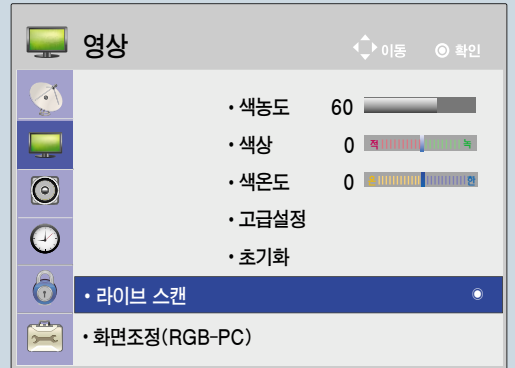 영상 이동 확인
· 색농도 60
· 색상 0 적 녹
· 색온도 0 온 한
· 고급설정
· 초기화
· 라이브 스캔
· 화면조정(RGB-PC)